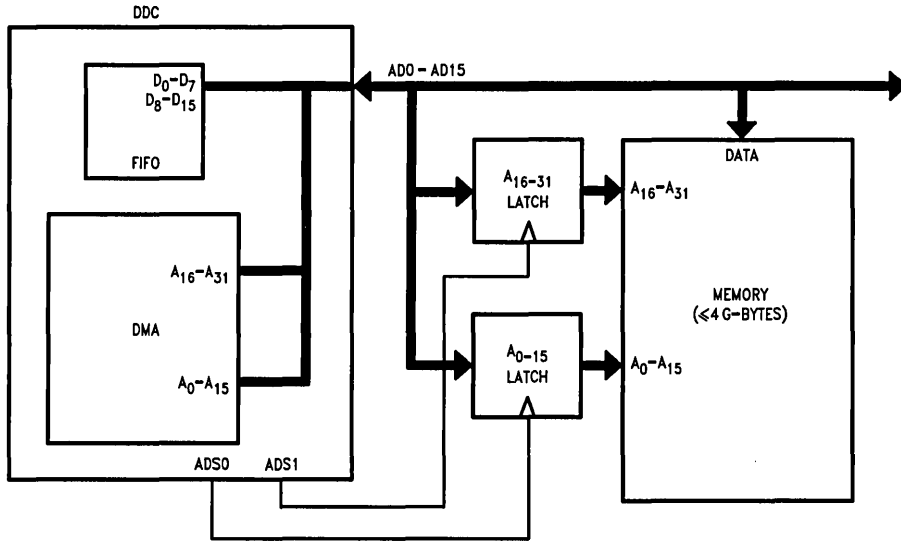 DDC
D₀-D₇
D₈-D₁₅
FIFO
AD0-AD15
A₁₆₋₃₁
LATCH
DATA
A₁₆-A₃₁
A₁₆-A₃₁
DMA
A₀-A₁₅
MEMORY
(≤4 G-BYTES)
A₀₋₁₅
LATCH
A₀-A₁₅
ADS0
ADS1